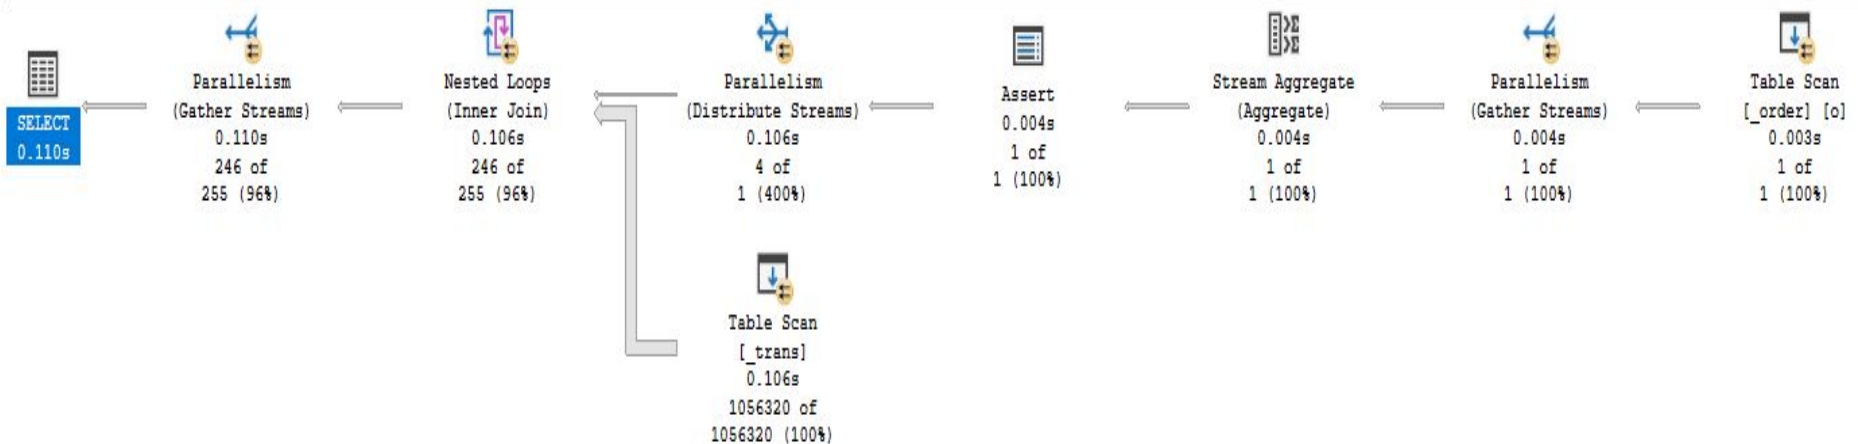 SELECT
0.110s
Parallelism
(Gather Streams)
0.110s
246 of
255 (96%)
Nested Loops
(Inner Join)
0.106s
246 of
255 (96%)
Parallelism
(Distribute Streams)
0.106s
4 of
1 (400%)
Assert
0.004s
1 of
1 (100%)
Stream Aggregate
(Aggregate)
0.004s
1 of
1 (100%)
Parallelism
(Gather Streams)
0.004s
1 of
1 (100%)
Table Scan
[_order] [o]
0.003s
1 of
1 (100%)
Table Scan
[_trans]
0.106s
1056320 of
1056320 (100%)